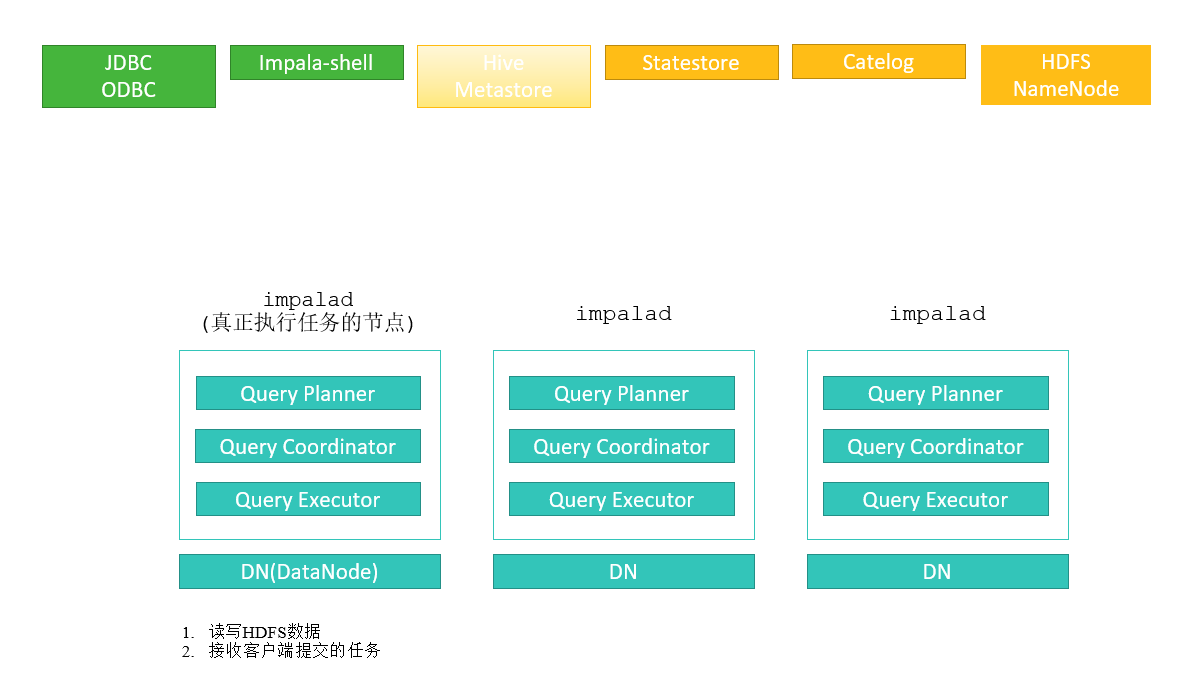 JDBC
ODBC
Impala-shell
Hive
Metastore
Statestore
Catelog
HDFS
NameNode
impalad
(真正执行任务的节点)
impalad
impalad
Query Planner
Query Planner
Query Planner
Query Coordinator
Query Coordinator
Query Coordinator
Query Executor
Query Executor
Query Executor
DN(DataNode)
DN
DN
1. 读写HDFS数据
2. 接收客户端提交的任务